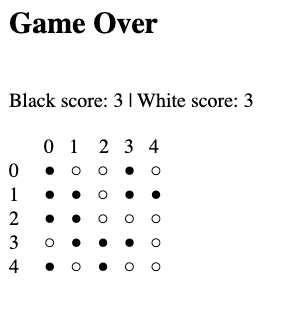 Game Over
Black score: 3 | White score: 3
0 1 2 3 4
0 ● ○ ○ ● ○
1 ● ● ○ ● ●
2 ● ● ○ ○ ○
3 ○ ● ● ● ○
4 ● ○ ● ○ ○